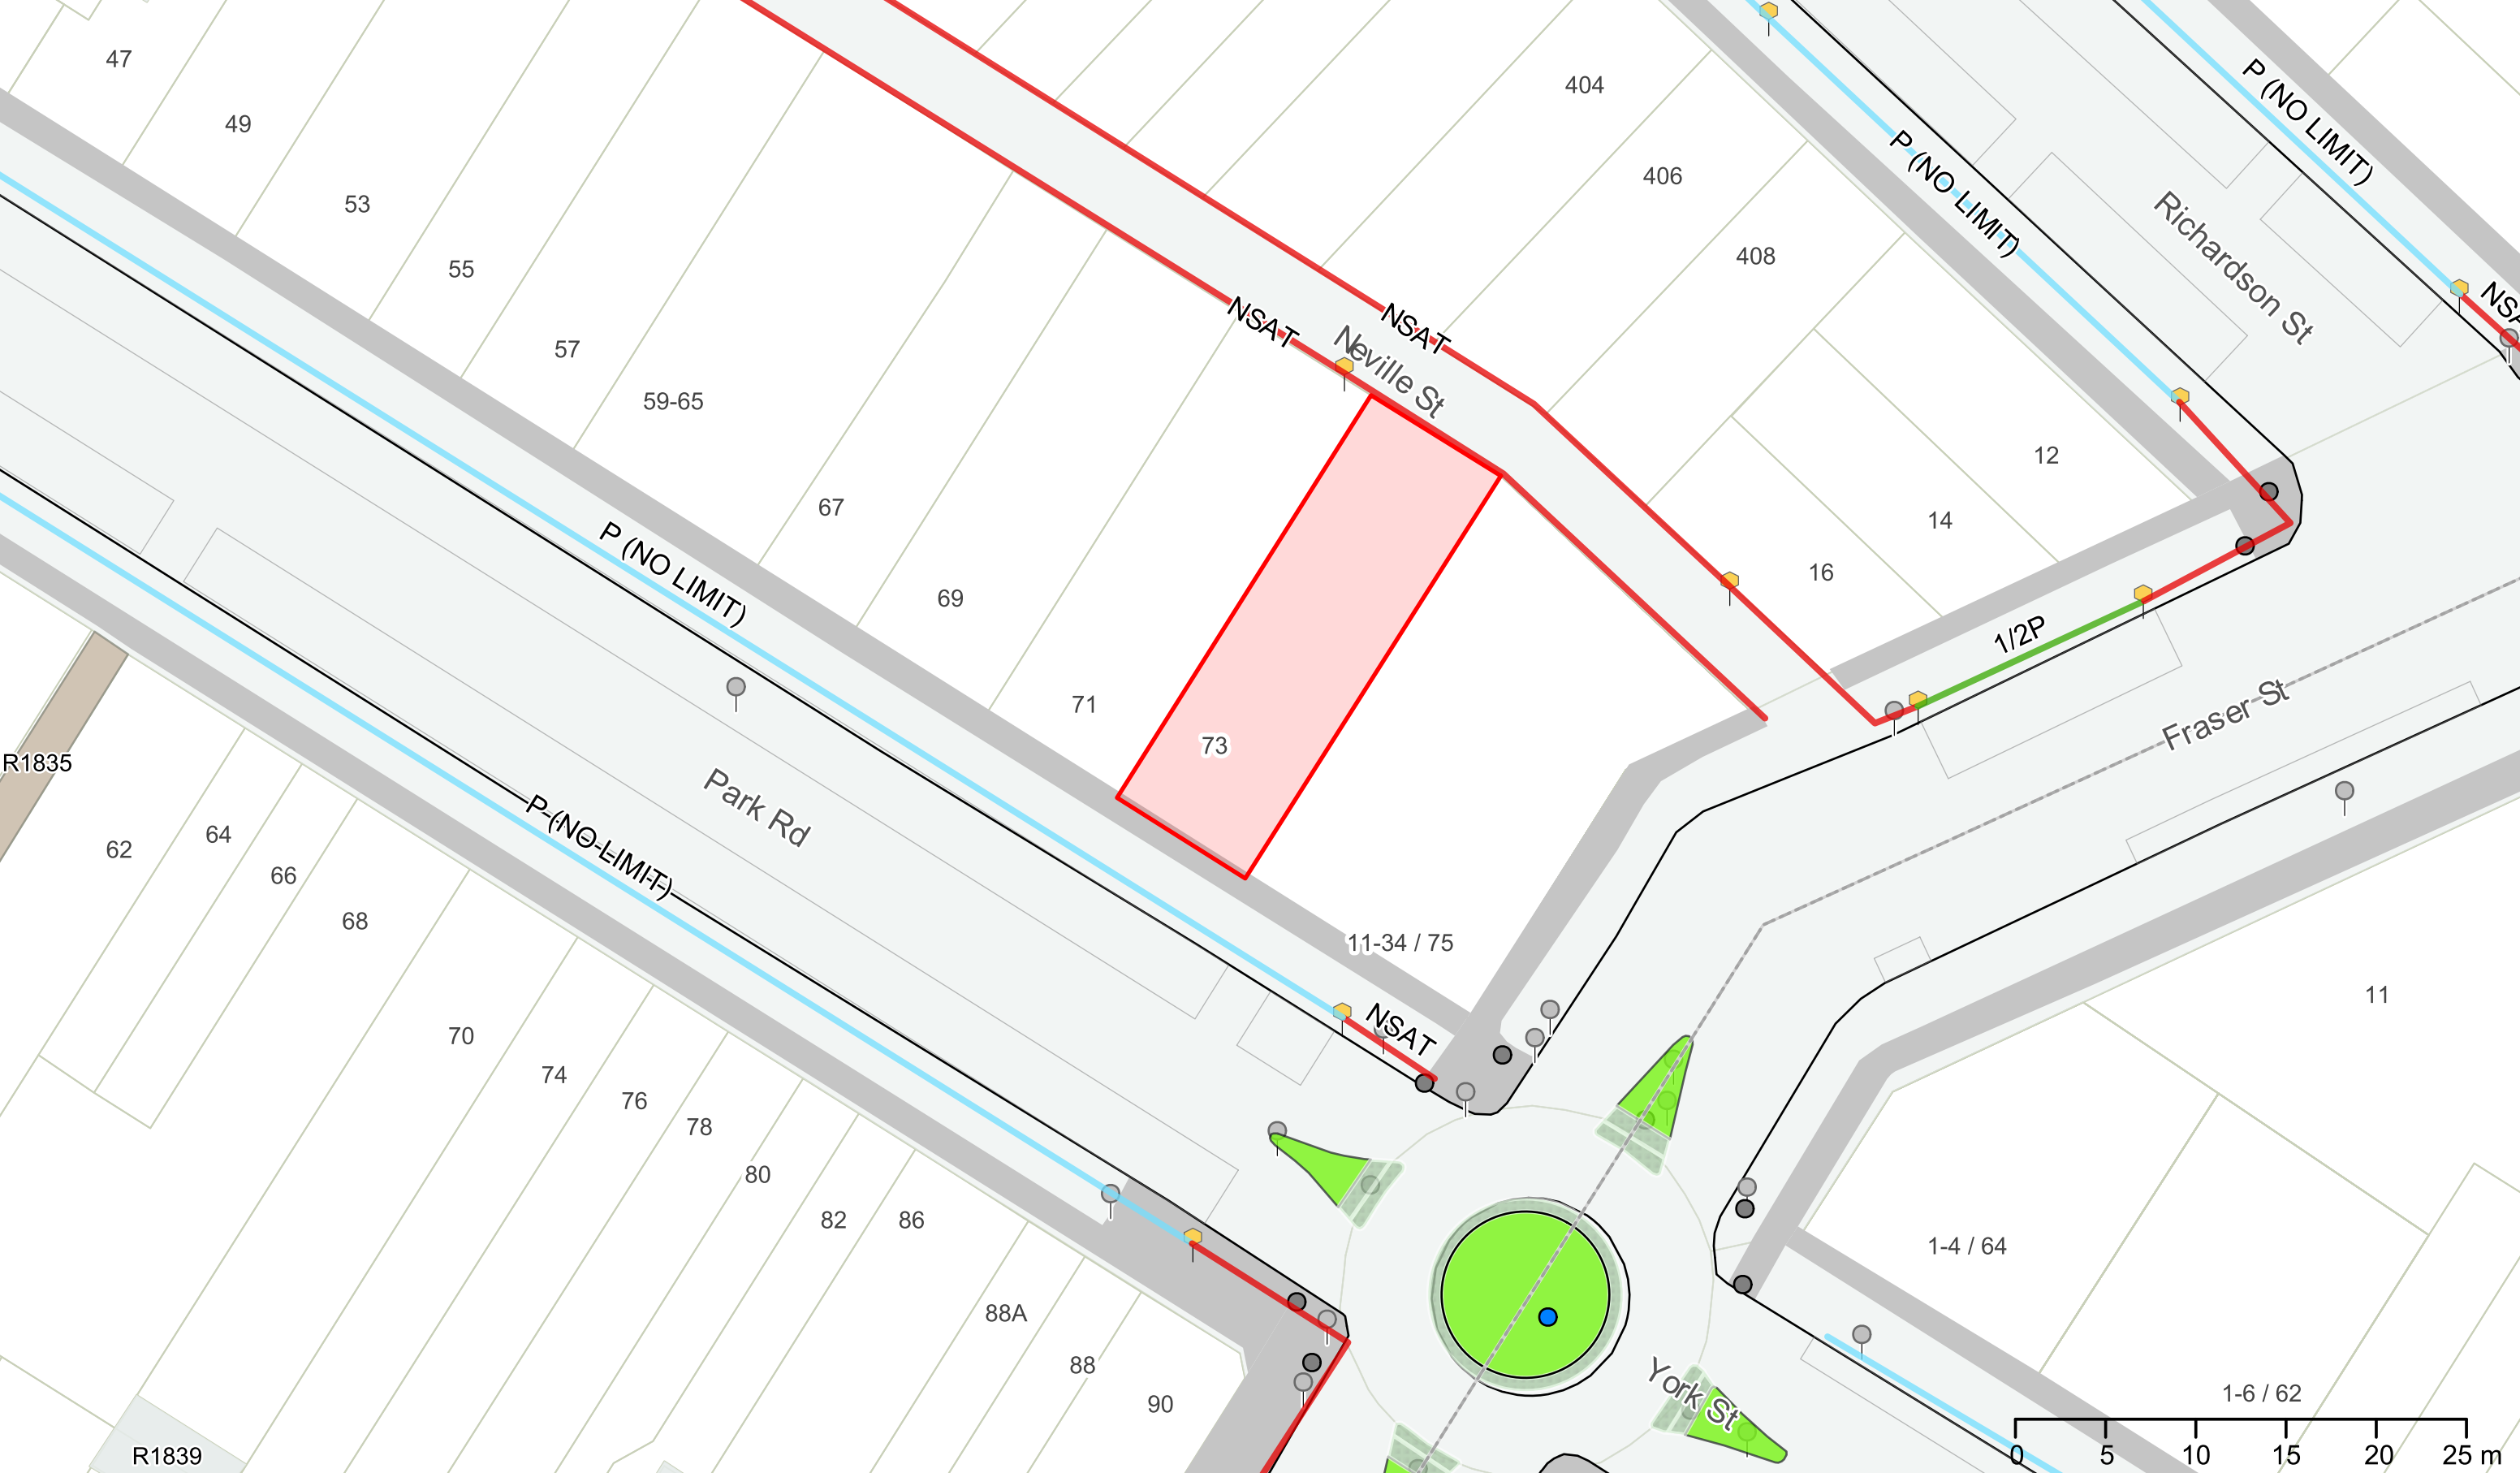 47
49
53
55
57
59-65
67
69
71
73
404
406
408
12
14
16
P (NO LIMIT)
P (NO LIMIT)
Richardson St
NSA
NSAT
NSAT
Neville St
1/2P
Fraser St
P (NO LIMIT)
Park Rd
P (NO LIMIT)
R1835
62
64
66
68
70
74
76
78
80
82
86
88A
88
90
11-34 / 75
NSAT
11
1-4 / 64
York St
1-6 / 62
R1839
0 5 10 15 20 25 m